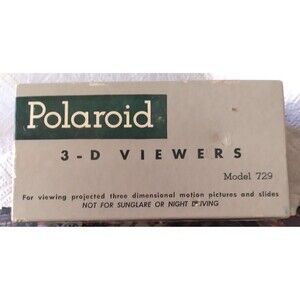 Polaroid
3-D VIEWERS
Model 729
For viewing projected three dimensional motion pictures and slides
NOT FOR SUNGLARE OR NIGHT DRIVING